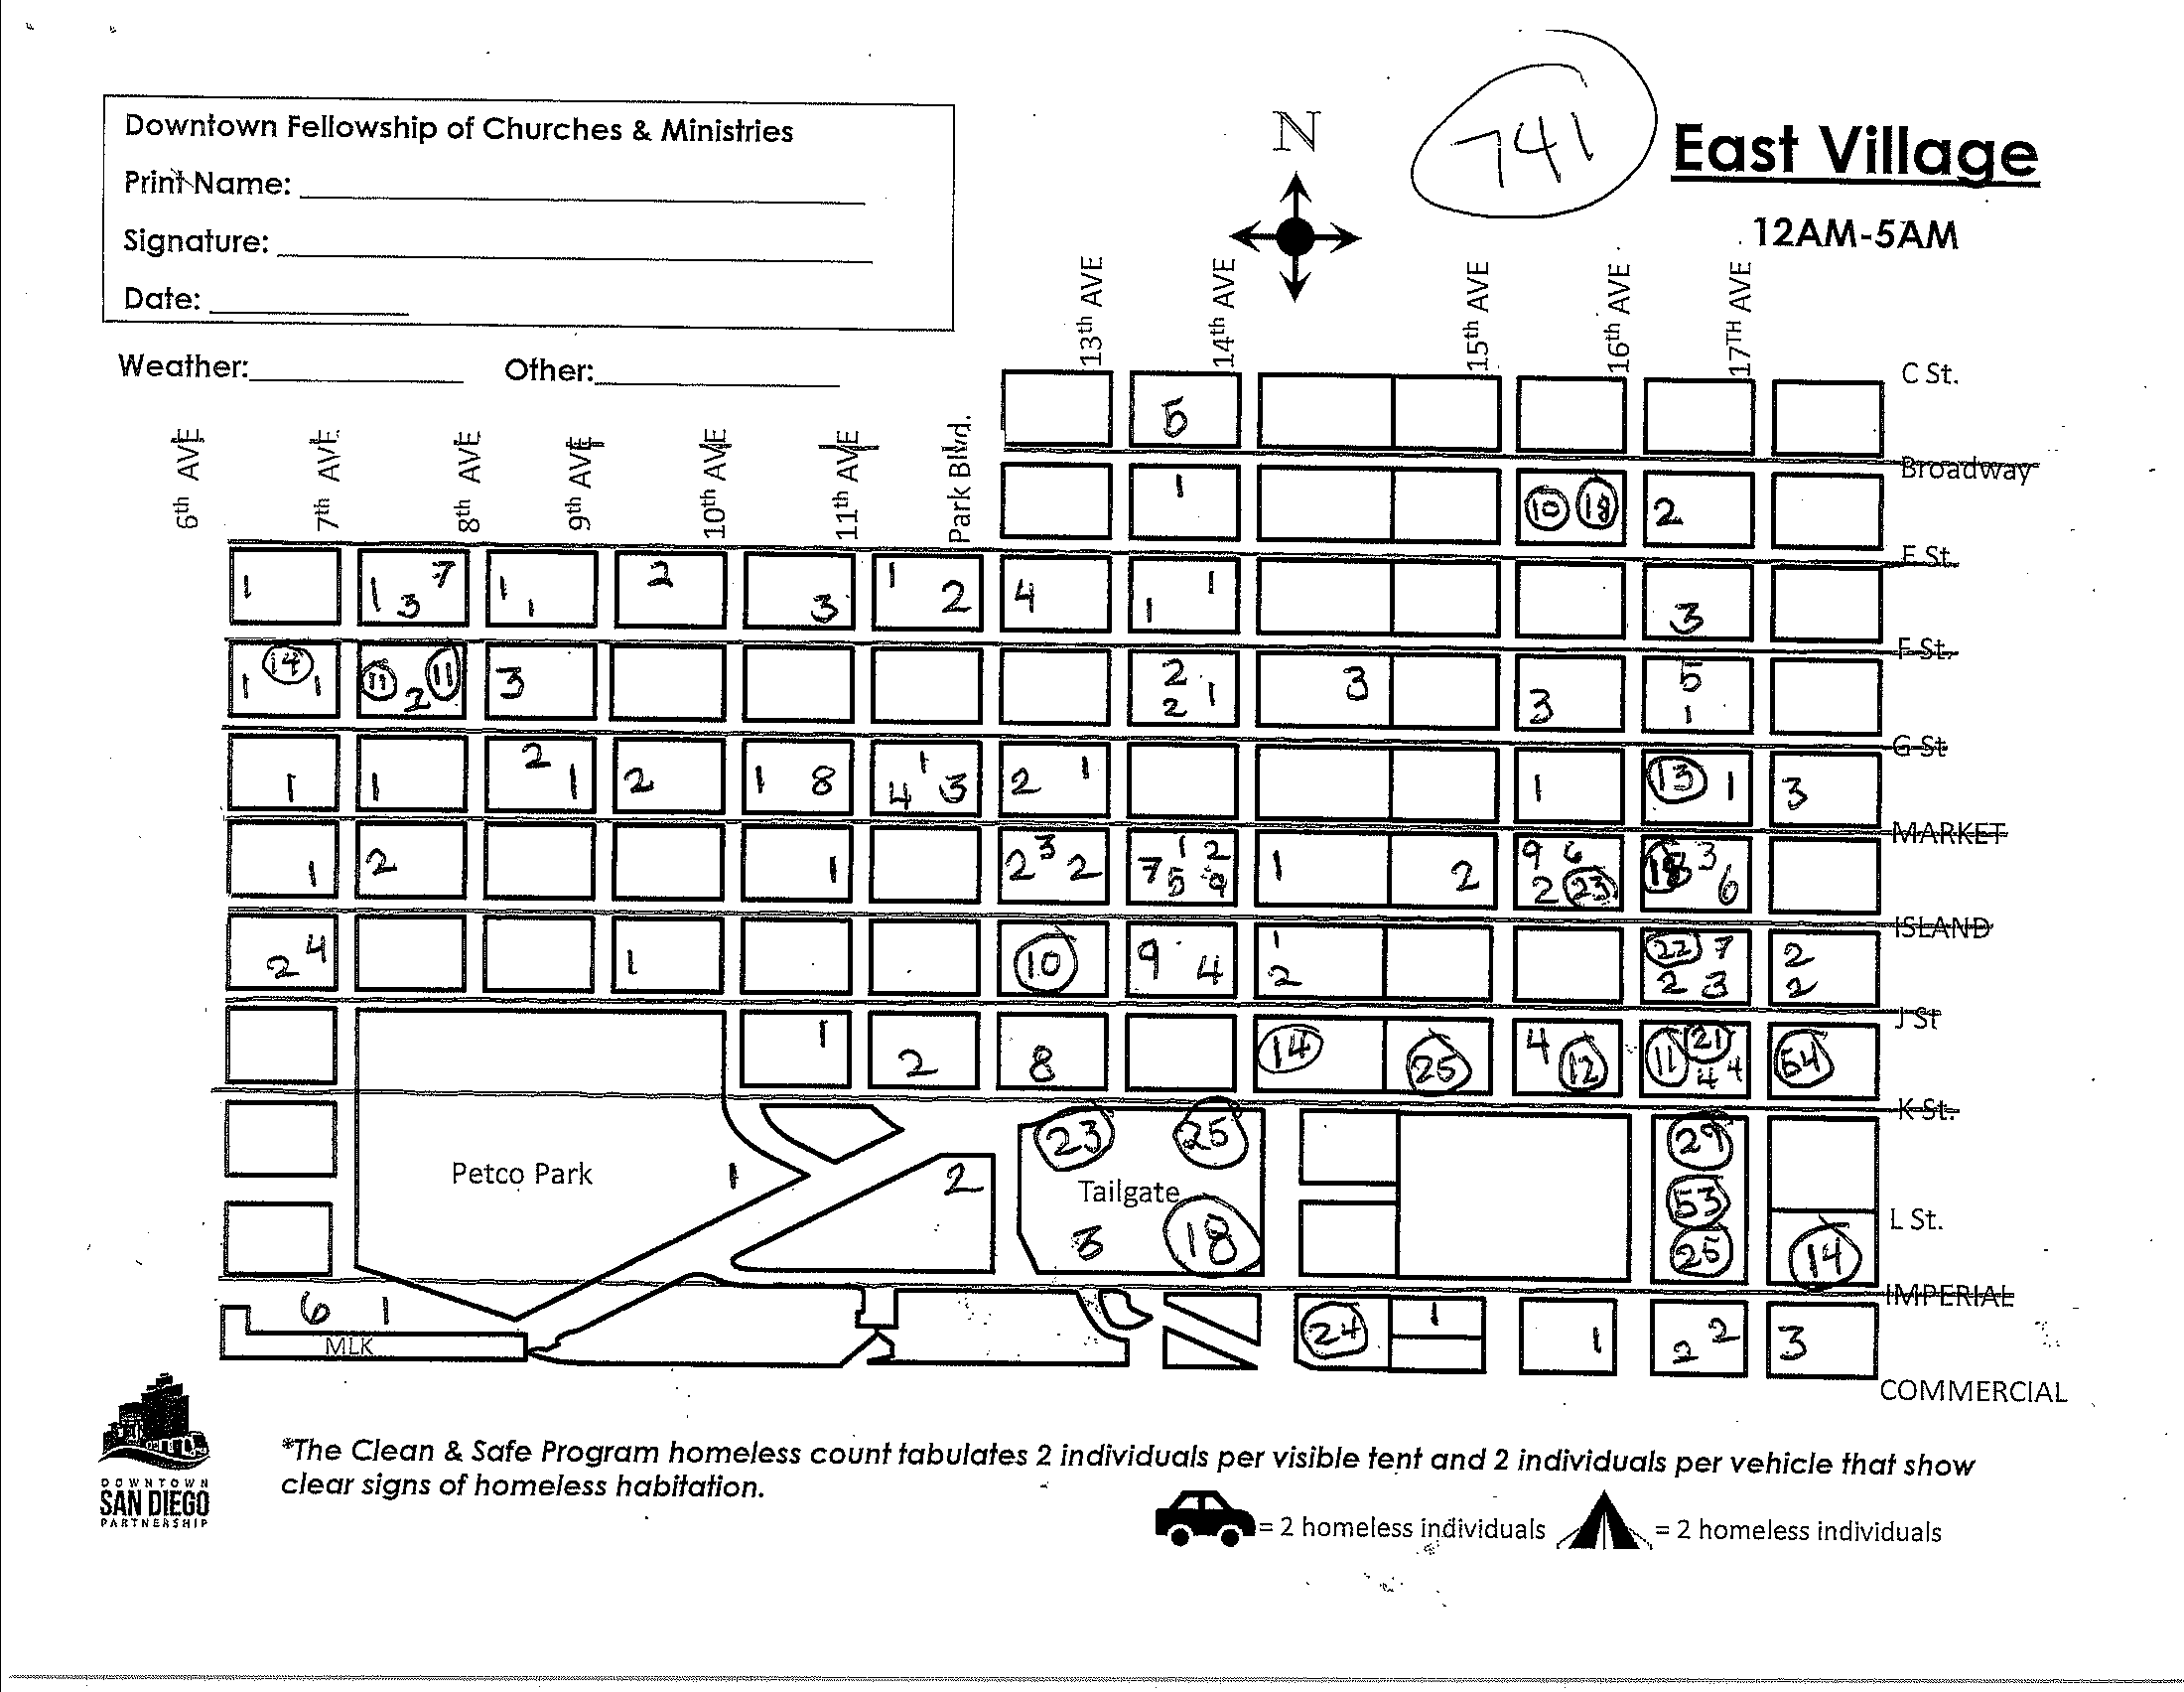 741
East Village
12AM-5AM
Downtown Fellowship of Churches & Ministries
Print Name:
Signature:
Date:
Weather: Other:
N
13th AVE 14th AVE 15th AVE 16th AVE 17TH AVE
6th AVE 7th AVE 8th AVE 9th AVE 10th AVE 11th AVE Park Blvd.
C St.
5
Broadway
1 10 18 2
E St.
1 1 3 7 1 1 2 3 1 2 4 1 1 3
F St.
1 14 1 11 2 11 3 2 2 1 3 3 5 1
G St
1 1 2 1 2 1 8 4 1 3 2 1 1 13 1 3
MARKET
1 2 1 2 3 2 7 1 2 5 9 1 2 9 6 2 23 18 3 6
ISLAND
2 4 1 10 9 4 1 2 22 7 2 3 2 2
J St
1 2 8 14 25 4 12 11 21 4 4 54
K St.
Petco Park 1 2 Tailgate 23 25 3 18 29 53 25 14
L St.
IMPERIAL
6 1 24 1 1 2 2 3
MLK
COMMERCIAL
*The Clean & Safe Program homeless count tabulates 2 individuals per visible tent and 2 individuals per vehicle that show
clear signs of homeless habitation.
= 2 homeless individuals = 2 homeless individuals
DOWNTOWN
SAN DIEGO
PARTNERSHIP